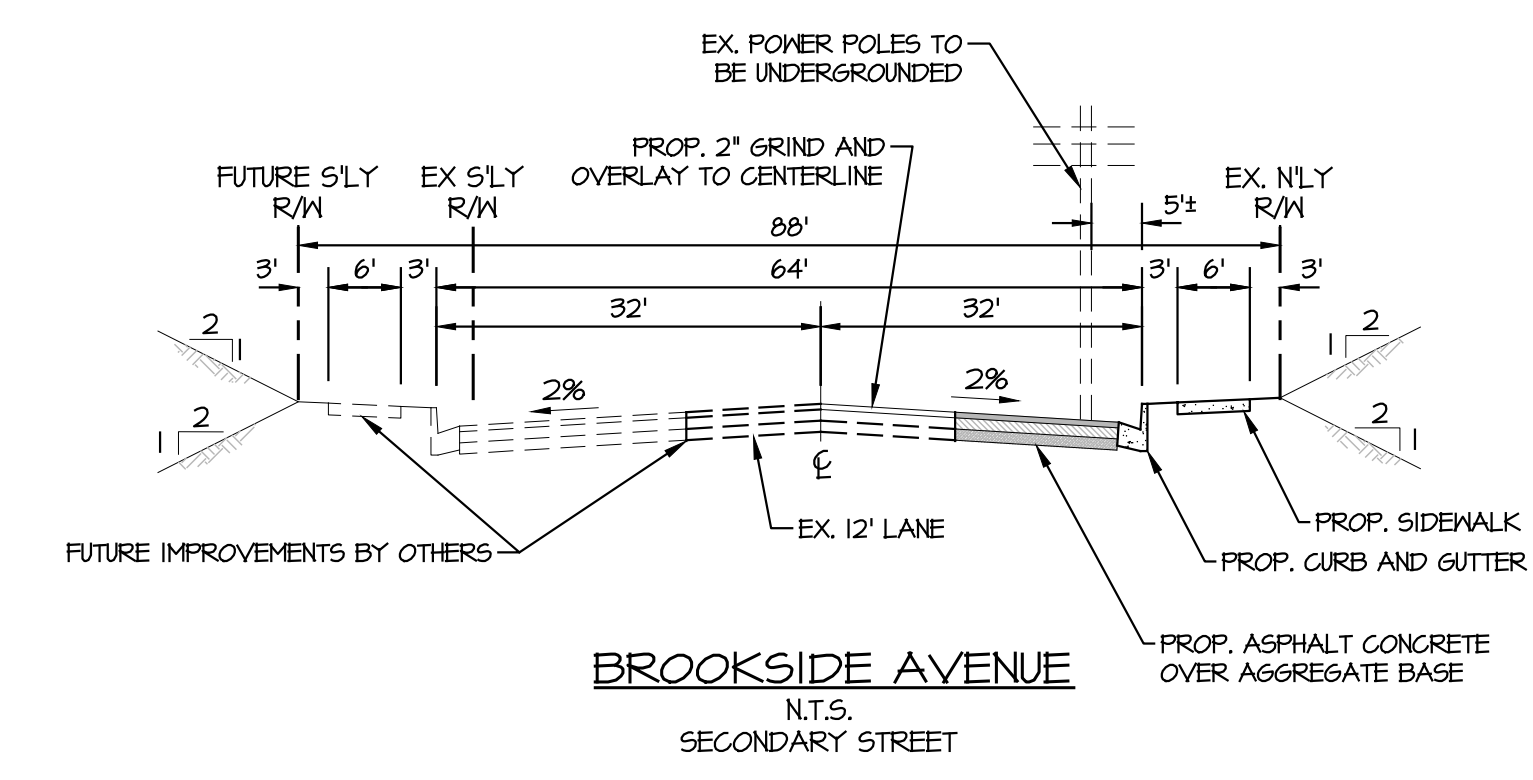 EX. POWER POLES TO
BE UNDERGROUNDED
PROP. 2" GRIND AND
OVERLAY TO CENTERLINE
FUTURE S'LY
R/W
EX S'LY
R/W
EX. N'LY
R/W
5'±
88'
3'
6'
3'
64'
3'
6'
3'
32'
32'
2
1
2
1
2%
2%
2
1
2
1
℄
EX. 12' LANE
FUTURE IMPROVEMENTS BY OTHERS
PROP. SIDEWALK
PROP. CURB AND GUTTER
PROP. ASPHALT CONCRETE
OVER AGGREGATE BASE
BROOKSIDE AVENUE
N.T.S.
SECONDARY STREET